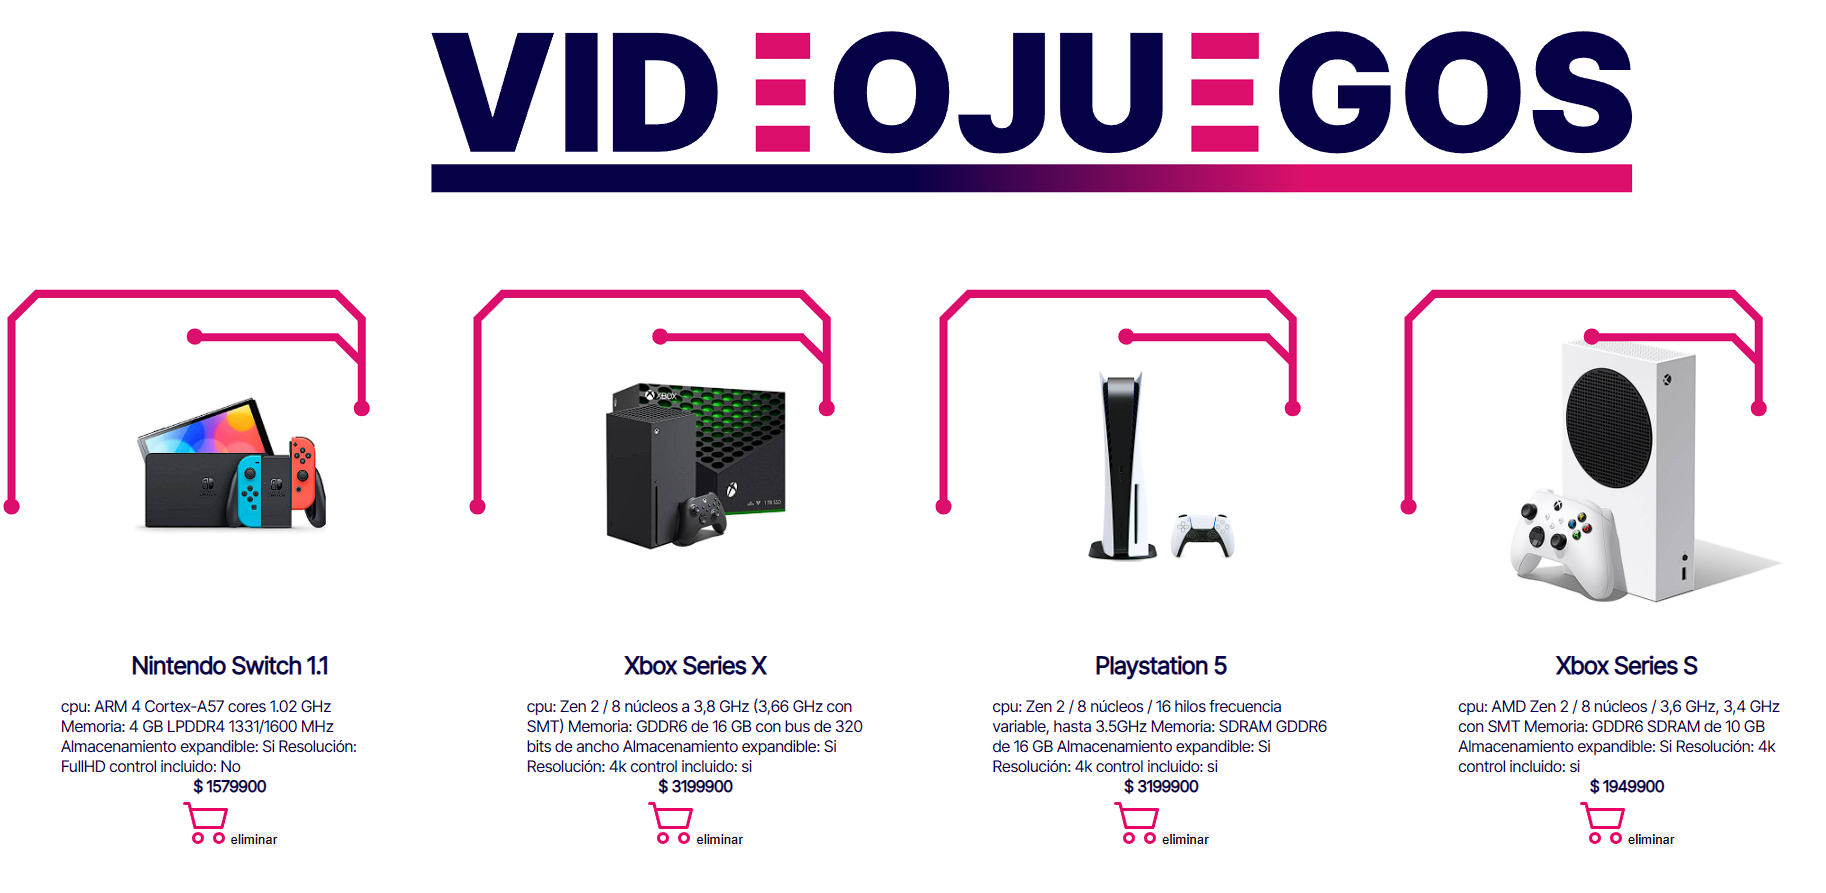 VIDEOJUEGOS
XBOX
Nintendo Switch 1.1
cpu: ARM 4 Cortex-A57 cores 1.02 GHz
Memoria: 4 GB LPDDR4 1331/1600 MHz
Almacenamiento expandible: Si Resolución:
FullHD control incluido: No
$ 1579900
eliminar
Xbox Series X
cpu: Zen 2 / 8 núcleos a 3,8 GHz (3,66 GHz con
SMT) Memoria: GDDR6 de 16 GB con bus de 320
bits de ancho Almacenamiento expandible: Si
Resolución: 4k control incluido: si
$ 3199900
eliminar
Playstation 5
cpu: Zen 2 / 8 núcleos / 16 hilos frecuencia
variable, hasta 3.5GHz Memoria: SDRAM GDDR6
de 16 GB Almacenamiento expandible: Si
Resolución: 4k control incluido: si
$ 3199900
eliminar
Xbox Series S
cpu: AMD Zen 2 / 8 núcleos / 3,6 GHz, 3,4 GHz
con SMT Memoria: GDDR6 SDRAM de 10 GB
Almacenamiento expandible: Si Resolución: 4k
control incluido: si
$ 1949900
eliminar